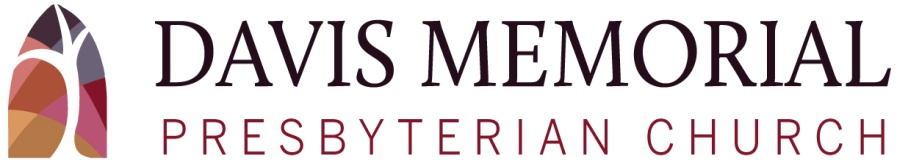 DAVIS MEMORIAL
PRESBYTERIAN CHURCH